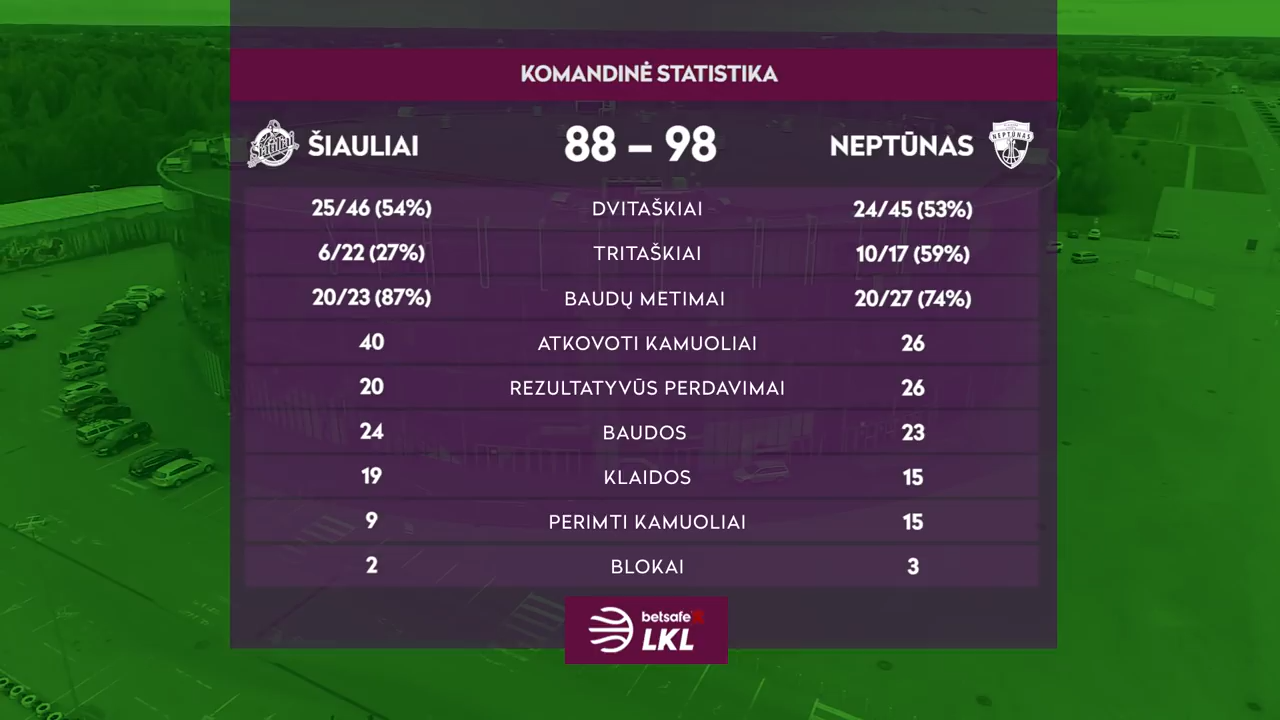 KOMANDINĖ STATISTIKA
ŠIAULIAI 88 – 98 NEPTŪNAS
NEPTŪNAS
25/46 (54%) DVITAŠKIAI 24/45 (53%)
6/22 (27%) TRITAŠKIAI 10/17 (59%)
20/23 (87%) BAUDŲ METIMAI 20/27 (74%)
40 ATKOVOTI KAMUOLIAI 26
20 REZULTATYVŪS PERDAVIMAI 26
24 BAUDOS 23
19 KLAIDOS 15
9 PERIMTI KAMUOLIAI 15
2 BLOKAI 3
betsafe
LKL